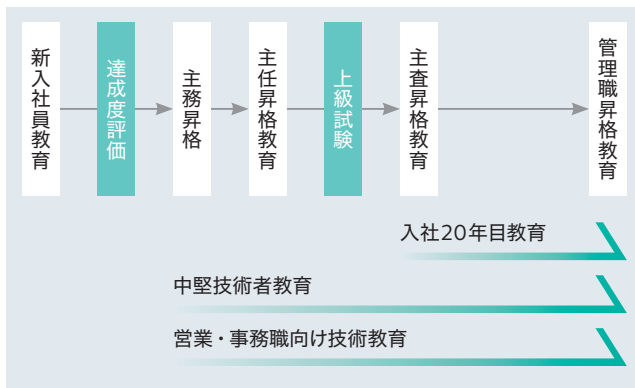 新入社員教育
達成度評価
主務昇格
主任昇格教育
上級試験
主査昇格教育
管理職昇格教育
入社20年目教育
中堅技術者教育
営業・事務職向け技術教育